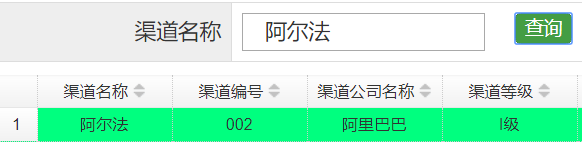 渠道名称 阿尔法 查询
渠道名称 渠道编号 渠道公司名称 渠道等级
1 阿尔法 002 阿里巴巴 I级